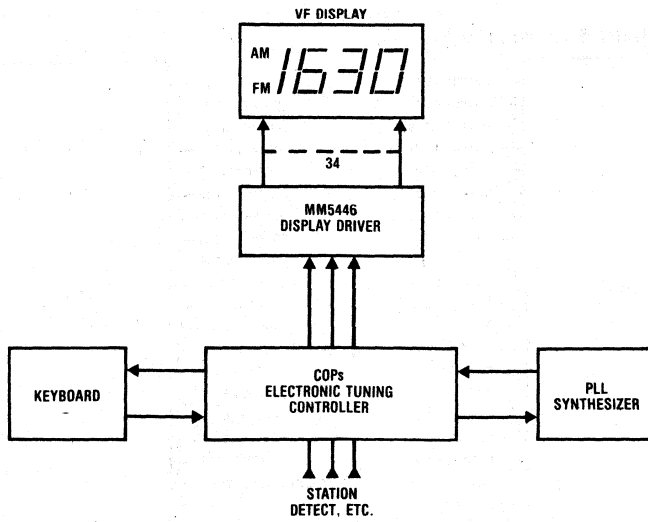 VF DISPLAY
AM
1630
FM
34
MM5446
DISPLAY DRIVER
KEYBOARD
COPs
ELECTRONIC TUNING
CONTROLLER
PLL
SYNTHESIZER
STATION
DETECT, ETC.